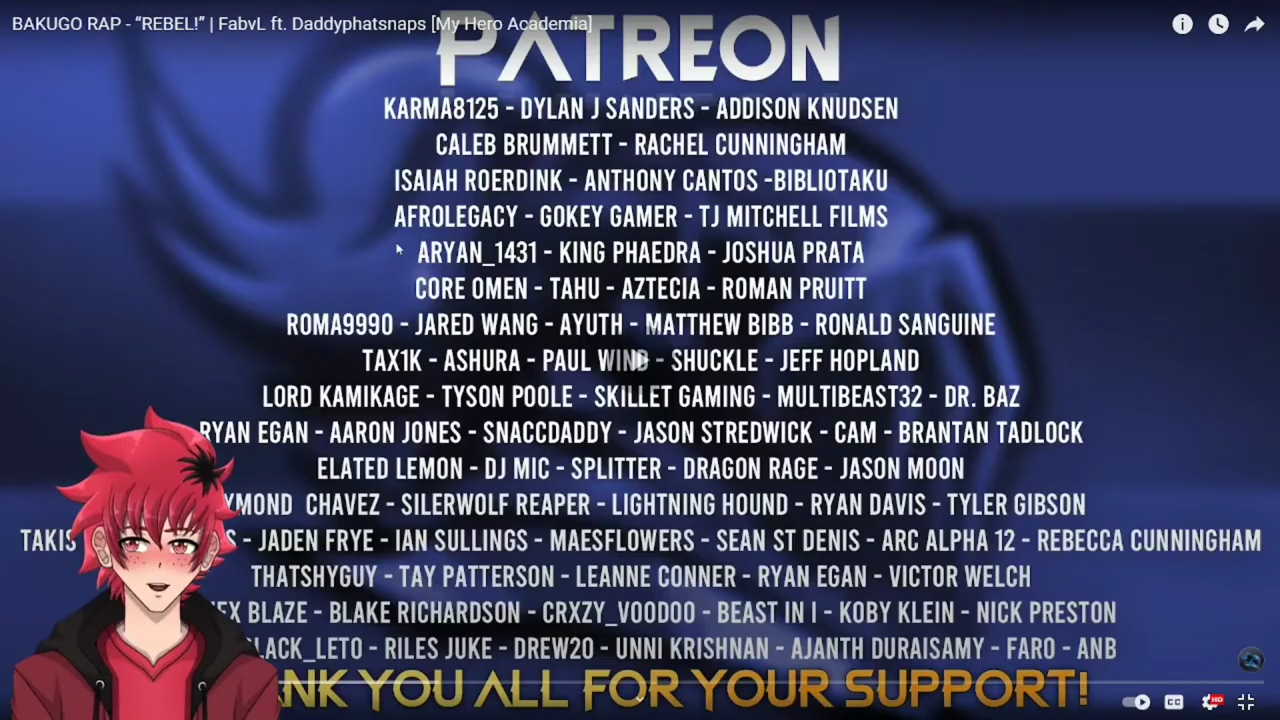 BAKUGO RAP - “REBEL!” | FabvL ft. Daddyphatsnaps [My Hero Academia]
PATREON
KARMA8125 - DYLAN J SANDERS - ADDISON KNUDSEN
CALEB BRUMMETT - RACHEL CUNNINGHAM
ISAIAH ROERDINK - ANTHONY CANTOS -BIBLIOTAKU
AFROLEGACY - GOKEY GAMER - TJ MITCHELL FILMS
ARYAN_1431 - KING PHAEDRA - JOSHUA PRATA
CORE OMEN - TAHU - AZTECIA - ROMAN PRUITT
ROMA9990 - JARED WANG - AYUTH - MATTHEW BIBB - RONALD SANGUINE
TAX1K - ASHURA - PAUL WIND - SHUCKLE - JEFF HOPLAND
LORD KAMIKAGE - TYSON POOLE - SKILLET GAMING - MULTIBEAST32 - DR. BAZ
RYAN EGAN - AARON JONES - SNACCDADDY - JASON STREDWICK - CAM - BRANTAN TADLOCK
ELATED LEMON - DJ MIC - SPLITTER - DRAGON RAGE - JASON MOON
YMOND CHAVEZ - SILERWOLF REAPER - LIGHTNING HOUND - RYAN DAVIS - TYLER GIBSON
TAKIS S - JADEN FRYE - IAN SULLINGS - MAESFLOWERS - SEAN ST DENIS - ARC ALPHA 12 - REBECCA CUNNINGHAM
THATSHYGUY - TAY PATTERSON - LEANNE CONNER - RYAN EGAN - VICTOR WELCH
EX BLAZE - BLAKE RICHARDSON - CRXZY_VOODOO - BEAST IN I - KOBY KLEIN - NICK PRESTON
LACK_LETO - RILES JUKE - DREW20 - UNNI KRISHNAN - AJANTH DURAISAMY - FARO - ANB
NK YOU ALL FOR YOUR SUPPORT!
CC
HD